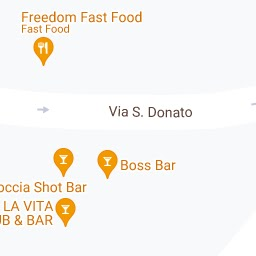 Freedom Fast Food
Fast Food
Via S. Donato
Boss Bar
occia Shot Bar
LA VITA
UB & BAR